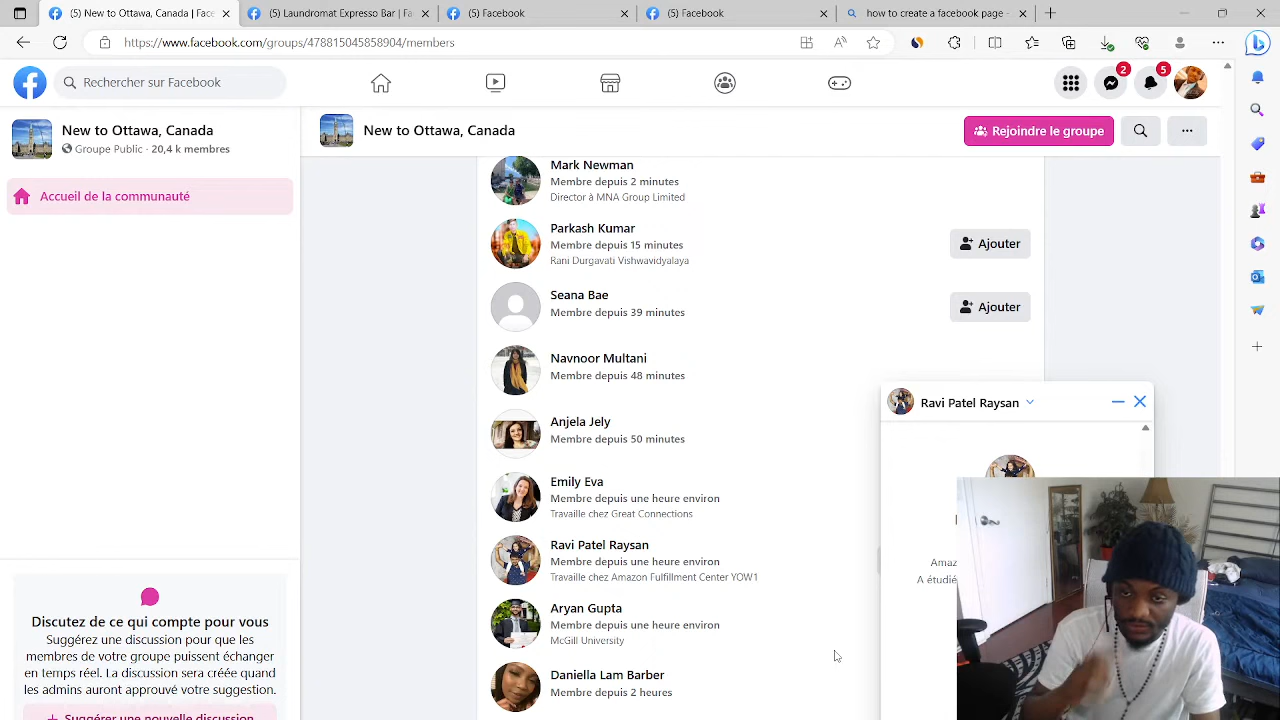 (5) New to Ottawa, Canada | Face
(5) Laundromat Expresso Bar | Fa
(5) Facebook
(5) Facebook
how to create a facebook page -
https://www.facebook.com/groups/478815045858904/members
Rechercher sur Facebook
2
5
New to Ottawa, Canada
Groupe Public · 20,4 k membres
Accueil de la communauté
Discutez de ce qui compte pour vous
Suggérez une discussion pour que les
membres de votre groupe puissent échanger
en temps réel. La discussion sera créée quand
les admins auront approuvé votre suggestion.
+ Suggérer une nouvelle discussion
New to Ottawa, Canada
Rejoindre le groupe
Mark Newman
Membre depuis 2 minutes
Director à MNA Group Limited
Parkash Kumar
Membre depuis 15 minutes
Rani Durgavati Vishwavidyalaya
Ajouter
Seana Bae
Membre depuis 39 minutes
Ajouter
Navnoor Multani
Membre depuis 48 minutes
Anjela Jely
Membre depuis 50 minutes
Emily Eva
Membre depuis une heure environ
Travaille chez Great Connections
Ravi Patel Raysan
Membre depuis une heure environ
Travaille chez Amazon Fulfillment Center YOW1
Aryan Gupta
Membre depuis une heure environ
McGill University
Daniella Lam Barber
Membre depuis 2 heures
Ravi Patel Raysan
Amaz
A étudié